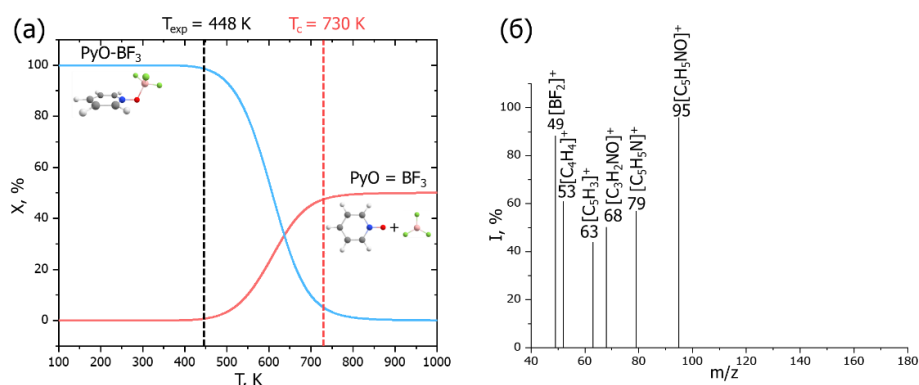 (a)
T_exp = 448 K
T_c = 730 K
PyO-BF₃
PyO = BF₃
+
X, %
100
80
60
40
20
0
100 200 300 400 500 600 700 800 900 1000
T, K
(б)
[BF₂]⁺
49
[C₄H₄]⁺
53
[C₅H₃]⁺
63
[C₃H₂NO]⁺
68
[C₅H₅N]⁺
79
[C₅H₅NO]⁺
95
I, %
100
80
60
40
20
0
40 60 80 100 120 140 160 180
m/z